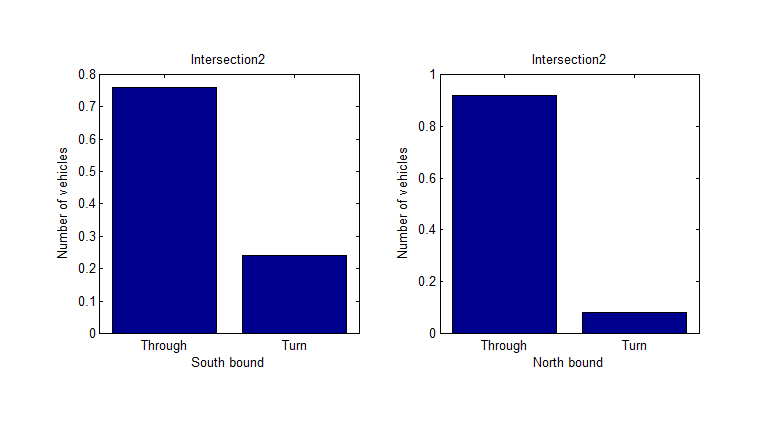 Intersection2
Number of vehicles
0.8
0.7
0.6
0.5
0.4
0.3
0.2
0.1
0
Through Turn
South bound
Intersection2
Number of vehicles
1
0.8
0.6
0.4
0.2
0
Through Turn
North bound